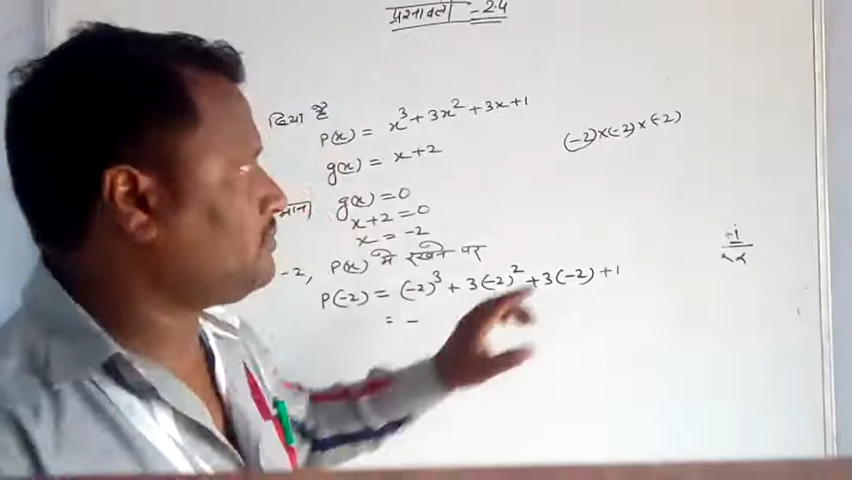 प्रश्नावली - 2.4
दिया है
p(x) = x³ + 3x² + 3x + 1
g(x) = x + 2
(-2) × (-2) × (-2)
माना g(x) = 0
x + 2 = 0
x = -2
-2, p(x) में रखने पर
p(-2) = (-2)³ + 3(-2)² + 3(-2) + 1
= -